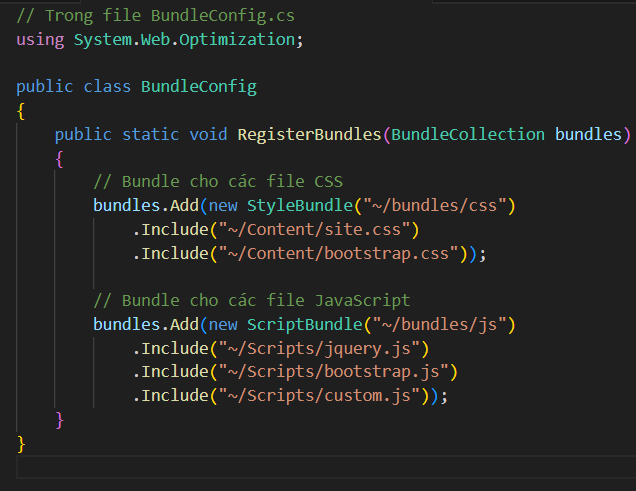 // Trong file BundleConfig.cs
using System.Web.Optimization;
public class BundleConfig
{
public static void RegisterBundles(BundleCollection bundles)
{
// Bundle cho các file CSS
bundles.Add(new StyleBundle("~/bundles/css")
.Include("~/Content/site.css")
.Include("~/Content/bootstrap.css"));
// Bundle cho các file JavaScript
bundles.Add(new ScriptBundle("~/bundles/js")
.Include("~/Scripts/jquery.js")
.Include("~/Scripts/bootstrap.js")
.Include("~/Scripts/custom.js"));
}
}